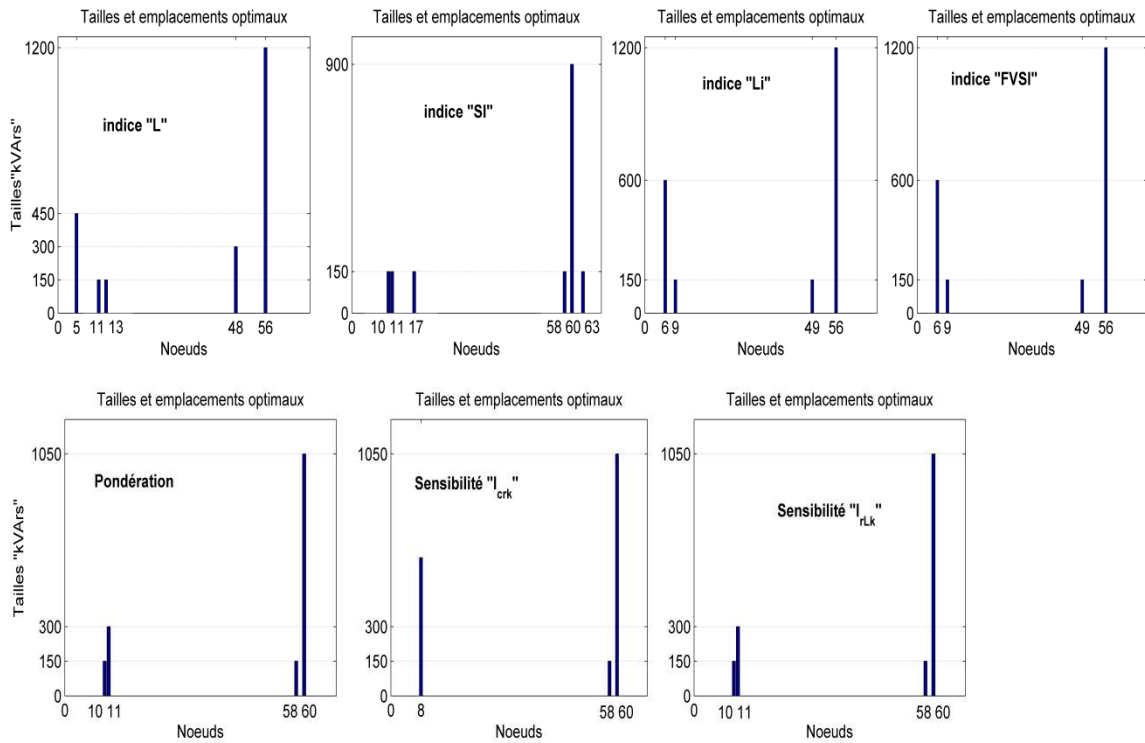 Tailles et emplacements optimaux
Tailles et emplacements optimaux
Tailles et emplacements optimaux
Tailles et emplacements optimaux
Tailles"kVArs"
1200
450
300
150
0
indice "L"
0 5 11 13 48 56
Noeuds
900
150
0
indice "SI"
0 10 11 17 58 60 63
Noeuds
1200
600
150
0
indice "Li"
0 6 9 49 56
Noeuds
1200
600
150
0
indice "FVSI"
0 6 9 49 56
Noeuds
Tailles et emplacements optimaux
Tailles et emplacements optimaux
Tailles et emplacements optimaux
Tailles "kVArs"
1050
300
150
0
Pondération
0 10 11 58 60
Noeuds
1050
300
150
0
Sensibilité "I_crk"
0 8 58 60
Noeuds
1050
300
150
0
Sensibilité "I_rLk"
0 10 11 58 60
Noeuds